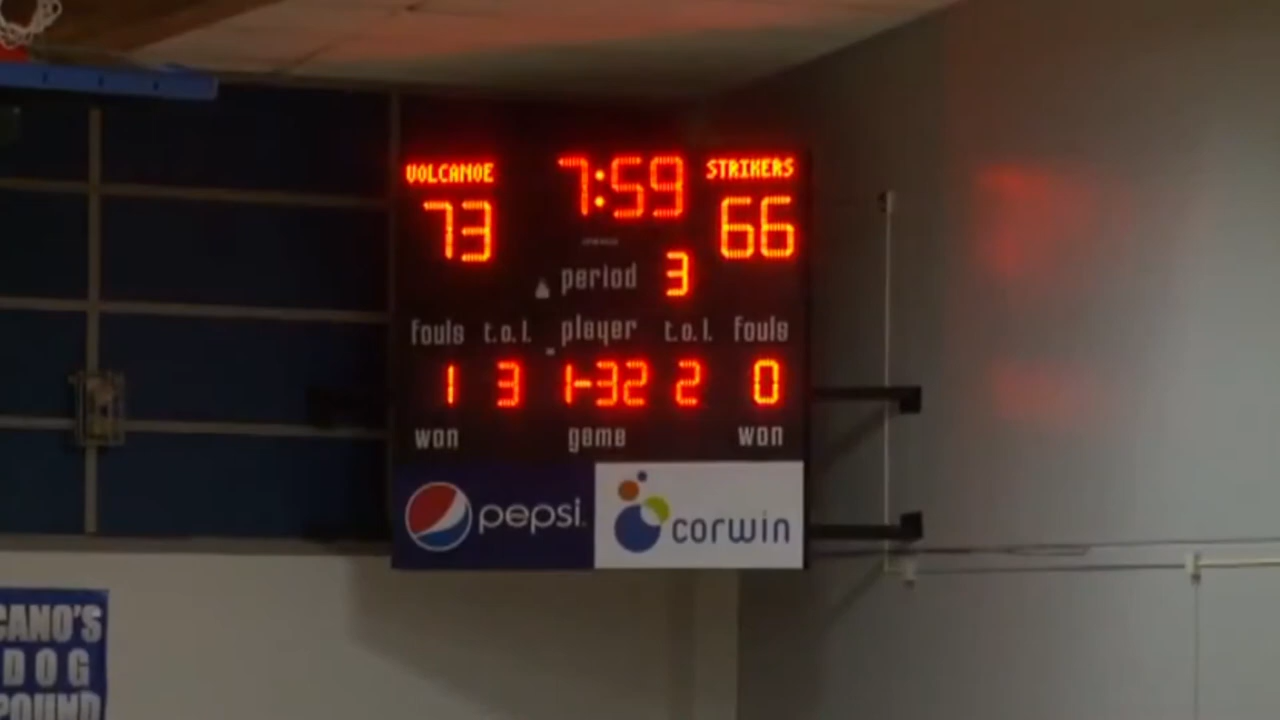 VOLCANOE 7:59 STRIKERS
73 66
period 3
fouls t.o.l. player t.o.l. fouls
1 3 1-32 2 0
won game won
pepsi corwin
CANO'S
DOG
POUND